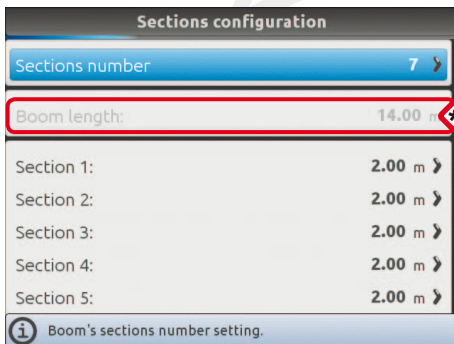 Sections configuration
Sections number 7
Boom length: 14.00 m
Section 1: 2.00 m
Section 2: 2.00 m
Section 3: 2.00 m
Section 4: 2.00 m
Section 5: 2.00 m
Boom's sections number setting.